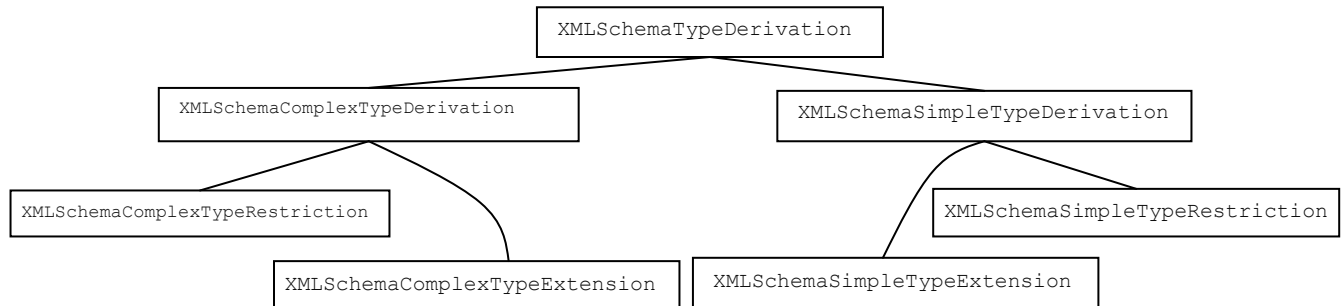 XMLSchemaTypeDerivation
XMLSchemaComplexTypeDerivation
XMLSchemaSimpleTypeDerivation
XMLSchemaComplexTypeRestriction
XMLSchemaSimpleTypeRestriction
XMLSchemaComplexTypeExtension
XMLSchemaSimpleTypeExtension